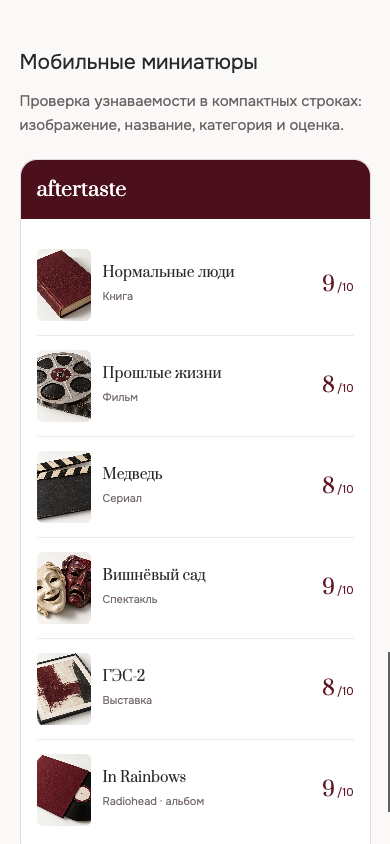 Мобильные миниатюры
Проверка узнаваемости в компактных строках:
изображение, название, категория и оценка.
aftertaste
Нормальные люди
Книга
9/10
Прошлые жизни
Фильм
8/10
Медведь
Сериал
8/10
Вишнёвый сад
Спектакль
9/10
ГЭС-2
Выставка
8/10
In Rainbows
Radiohead · альбом
9/10